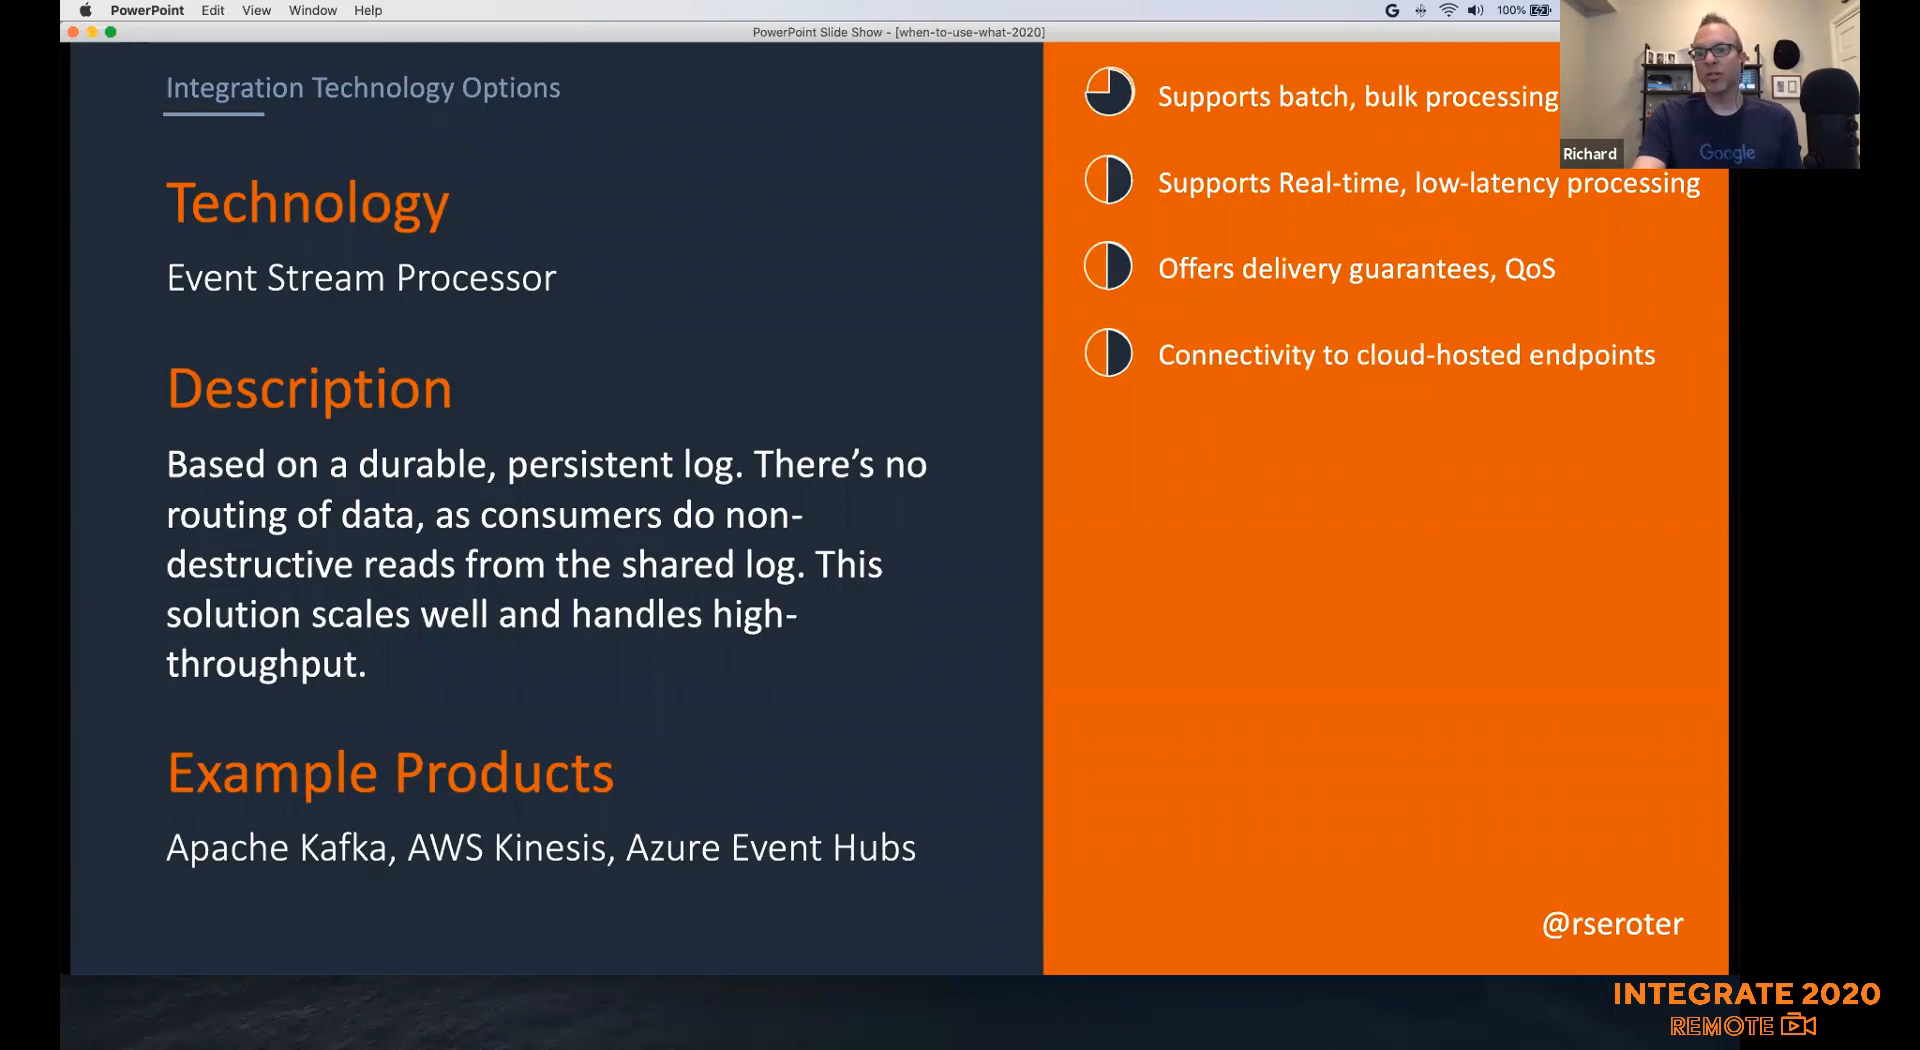 PowerPoint Edit View Window Help
100%
PowerPoint Slide Show - [when-to-use-what-2020]
Integration Technology Options
Technology
Event Stream Processor
Description
Based on a durable, persistent log. There’s no
routing of data, as consumers do non-
destructive reads from the shared log. This
solution scales well and handles high-
throughput.
Example Products
Apache Kafka, AWS Kinesis, Azure Event Hubs
Supports batch, bulk processing
Supports Real-time, low-latency processing
Offers delivery guarantees, QoS
Connectivity to cloud-hosted endpoints
@rseroter
Google
Richard
INTEGRATE 2020
REMOTE